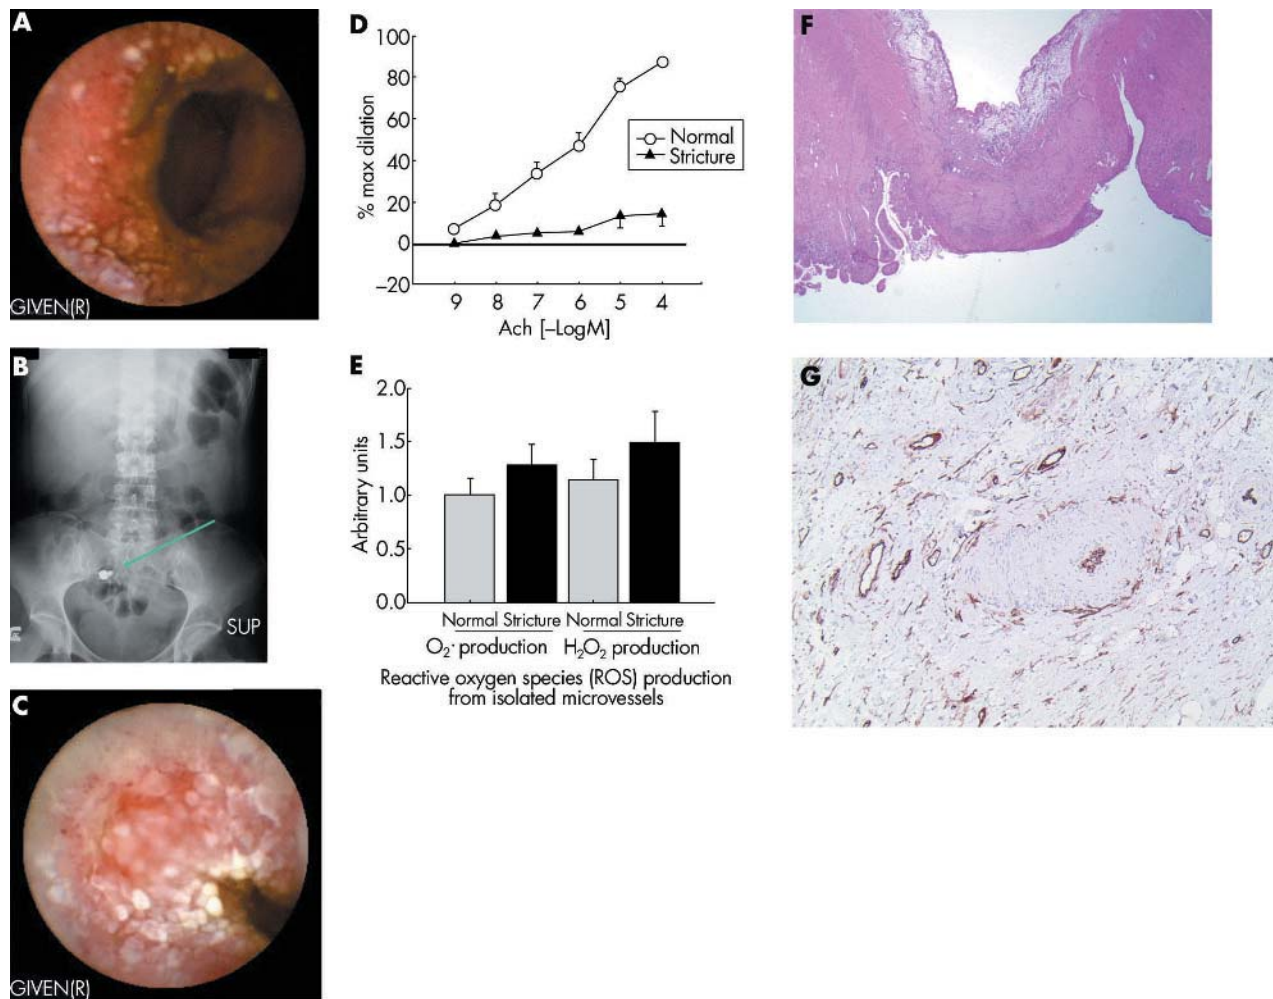 A
GIVEN(R)
B
SUP
C
GIVEN(R)
D
100
80
60
40
20
0
–20
% max dilation
Normal
Stricture
9 8 7 6 5 4
Ach [–LogM]
E
2.0
1.5
1.0
0.5
0.0
Arbitrary units
Normal Stricture Normal Stricture
O₂· production H₂O₂ production
Reactive oxygen species (ROS) production
from isolated microvessels
F
G